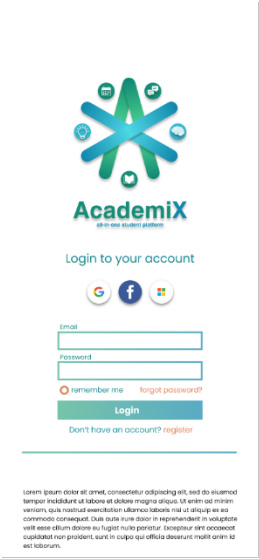 AcademiX
all-in-one student platform
Login to your account
Email
Password
remember me forgot password?
Login
Don't have an account? register
Lorem ipsum dolor sit amet, consectetur adipiscing elit, sed do eiusmod
tempor incididunt ut labore et dolore magna aliqua. Ut enim ad minim
veniam, quis nostrud exercitation ullamco laboris nisi ut aliquip ex ea
commodo consequat. Duis aute irure dolor in reprehenderit in voluptate
velit esse cillum dolore eu fugiat nulla pariatur. Excepteur sint occaecat
cupidatat non proident, sunt in culpa qui officia deserunt mollit anim id
est laborum.